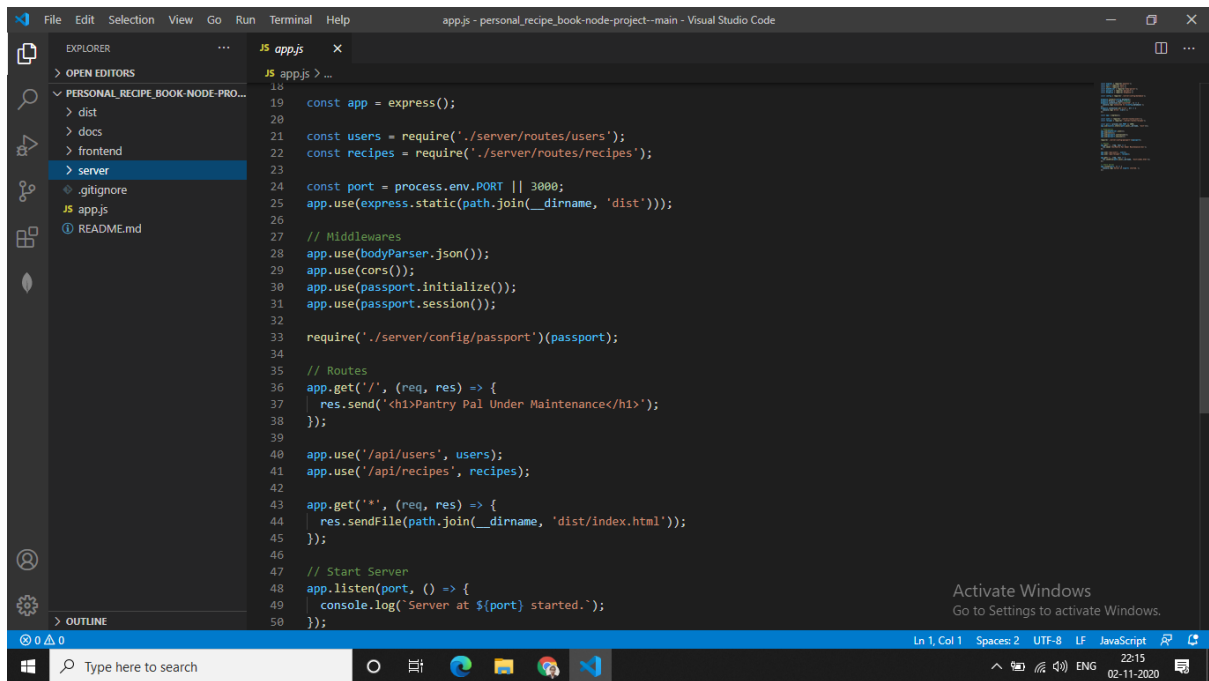 File Edit Selection View Go Run Terminal Help app.js - personal_recipe_book-node-project--main - Visual Studio Code
EXPLORER ...
JS app.js ×
> OPEN EDITORS
JS app.js > ...
PERSONAL_RECIPE_BOOK-NODE-PRO...
> dist
> docs
> frontend
> server
.gitignore
JS app.js
README.md
> OUTLINE
18
19 const app = express();
20
21 const users = require('./server/routes/users');
22 const recipes = require('./server/routes/recipes');
23
24 const port = process.env.PORT || 3000;
25 app.use(express.static(path.join(__dirname, 'dist')));
26
27 // Middlewares
28 app.use(bodyParser.json());
29 app.use(cors());
30 app.use(passport.initialize());
31 app.use(passport.session());
32
33 require('./server/config/passport')(passport);
34
35 // Routes
36 app.get('/', (req, res) => {
37 res.send('<h1>Pantry Pal Under Maintenance</h1>');
38 });
39
40 app.use('/api/users', users);
41 app.use('/api/recipes', recipes);
42
43 app.get('*', (req, res) => {
44 res.sendFile(path.join(__dirname, 'dist/index.html'));
45 });
46
47 // Start Server
48 app.listen(port, () => {
49 console.log(`Server at ${port} started.`);
50 });
Activate Windows
Go to Settings to activate Windows.
0 0 Ln 1, Col 1 Spaces: 2 UTF-8 LF JavaScript
Type here to search
ENG
22:15
02-11-2020